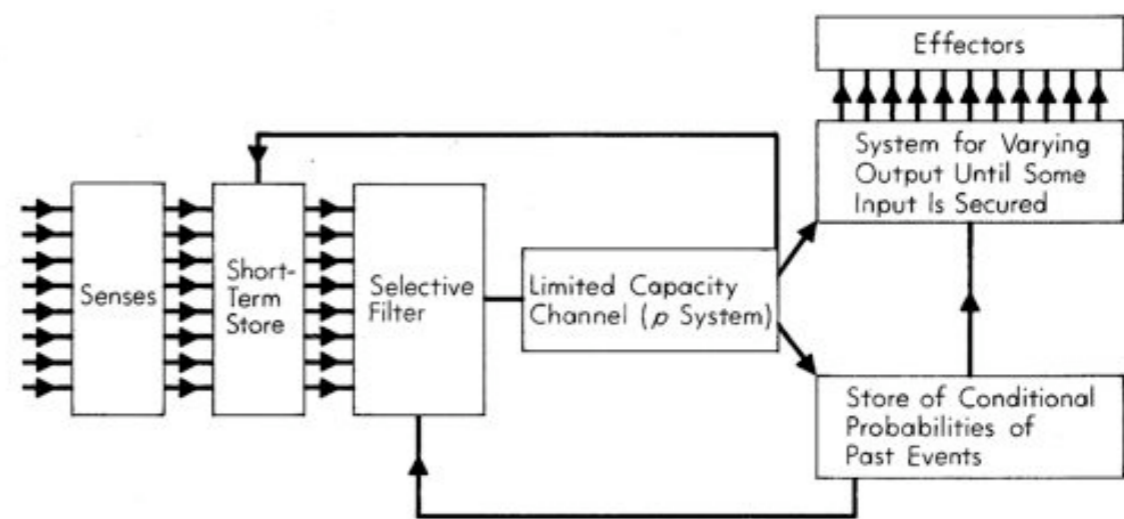 Effectors
System for Varying
Output Until Some
Input Is Secured
Senses
Short-
Term
Store
Selective
Filter
Limited Capacity
Channel (p System)
Store of Conditional
Probabilities of
Past Events